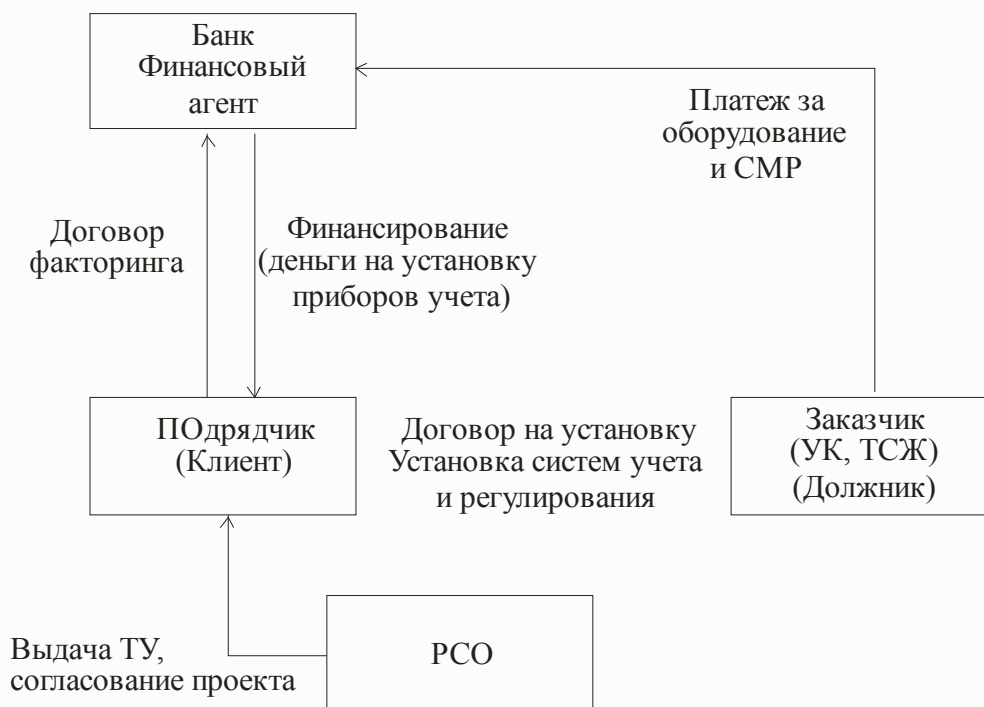 Банк
Финансовый
агент
Платеж за
оборудование
и СМР
Договор
факторинга
Финансирование
(деньги на установку
приборов учета)
ПОдрядчик
(Клиент)
Договор на установку
Установка систем учета
и регулирования
Заказчик
(УК, ТСЖ)
(Должник)
Выдача ТУ,
согласование проекта
РСО